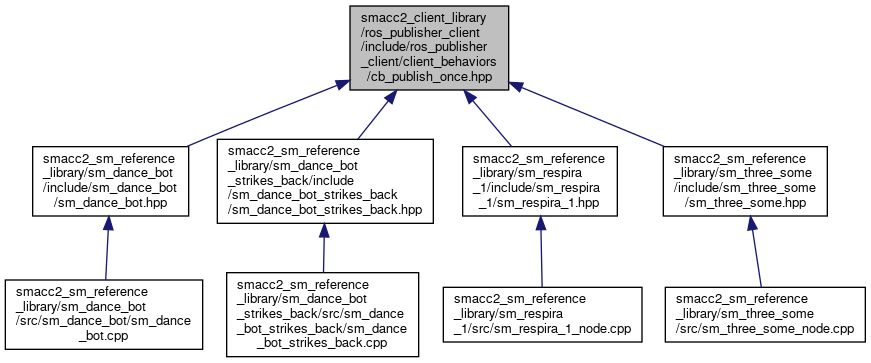 smacc2_client_library
/ros_publisher_client
/include/ros_publisher
_client/client_behaviors
/cb_publish_once.hpp
smacc2_sm_reference
_library/sm_dance_bot
/include/sm_dance_bot
/sm_dance_bot.hpp
smacc2_sm_reference
_library/sm_dance_bot
_strikes_back/include
/sm_dance_bot_strikes_back
/sm_dance_bot_strikes_back.hpp
smacc2_sm_reference
_library/sm_respira
_1/include/sm_respira
_1/sm_respira_1.hpp
smacc2_sm_reference
_library/sm_three_some
/include/sm_three_some
/sm_three_some.hpp
smacc2_sm_reference
_library/sm_dance_bot
/src/sm_dance_bot/sm_dance
_bot.cpp
smacc2_sm_reference
_library/sm_dance_bot
_strikes_back/src/sm_dance
_bot_strikes_back/sm_dance
_bot_strikes_back.cpp
smacc2_sm_reference
_library/sm_respira
_1/src/sm_respira_1_node.cpp
smacc2_sm_reference
_library/sm_three_some
/src/sm_three_some_node.cpp